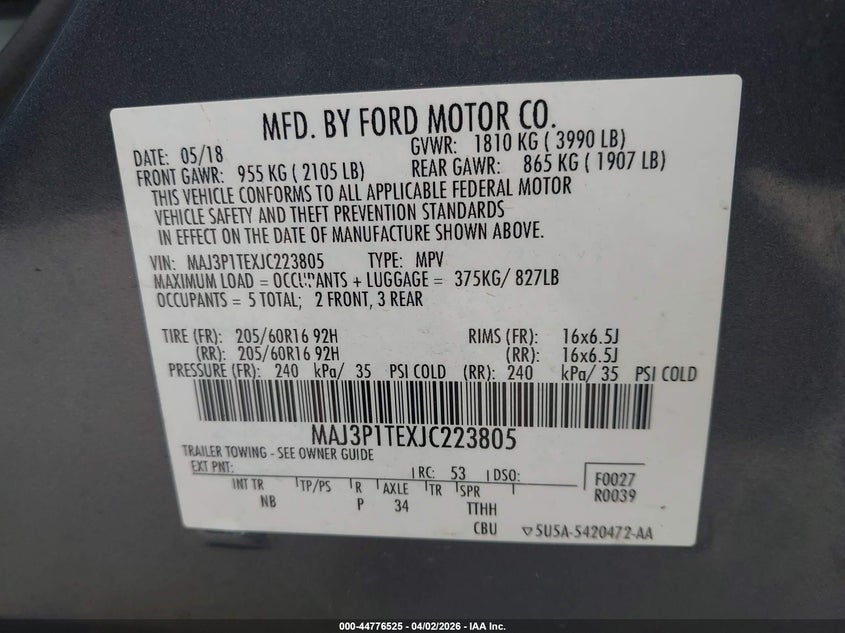 MFD. BY FORD MOTOR CO.
DATE: 05/18 GVWR: 1810 KG ( 3990 LB)
FRONT GAWR: 955 KG ( 2105 LB) REAR GAWR: 865 KG ( 1907 LB)
THIS VEHICLE CONFORMS TO ALL APPLICABLE FEDERAL MOTOR
VEHICLE SAFETY AND THEFT PREVENTION STANDARDS
IN EFFECT ON THE DATE OF MANUFACTURE SHOWN ABOVE.
VIN: MAJ3P1TEXJC223805 TYPE: MPV
MAXIMUM LOAD = OCCUPANTS + LUGGAGE = 375KG/ 827LB
OCCUPANTS = 5 TOTAL; 2 FRONT, 3 REAR
TIRE (FR): 205/60R16 92H RIMS (FR): 16x6.5J
(RR): 205/60R16 92H (RR): 16x6.5J
PRESSURE (FR): 240 kPa/ 35 PSI COLD (RR): 240 kPa/ 35 PSI COLD
MAJ3P1TEXJC223805
TRAILER TOWING - SEE OWNER GUIDE
EXT PNT: RC: 53 DSO: F0027
INT TR TP/PS R AXLE TR SPR R0039
NB P 34 TTHH
CBU 5U5A-5420472-AA
000-44776525 - 04/02/2026 - IAA Inc.